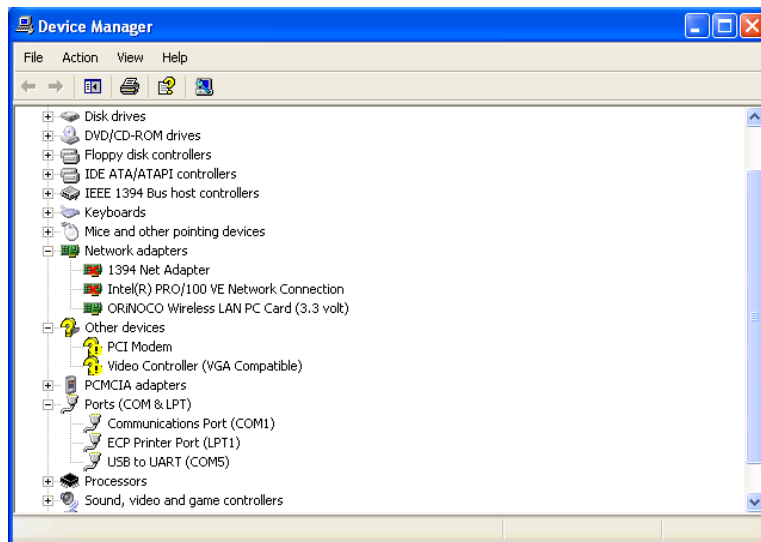 Device Manager
File Action View Help
Disk drives
DVD/CD-ROM drives
Floppy disk controllers
IDE ATA/ATAPI controllers
IEEE 1394 Bus host controllers
Keyboards
Mice and other pointing devices
Network adapters
1394 Net Adapter
Intel(R) PRO/100 VE Network Connection
ORiNOCO Wireless LAN PC Card (3.3 volt)
Other devices
PCI Modem
Video Controller (VGA Compatible)
PCMCIA adapters
Ports (COM & LPT)
Communications Port (COM1)
ECP Printer Port (LPT1)
USB to UART (COM5)
Processors
Sound, video and game controllers